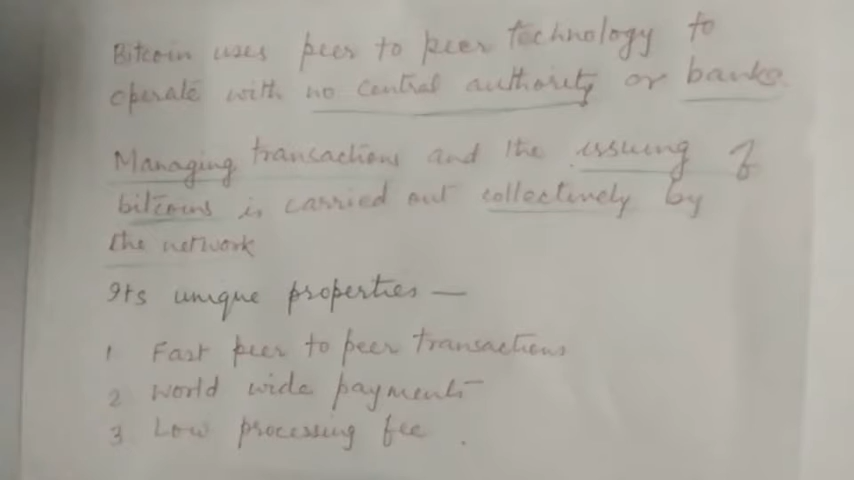 Bitcoin uses peer to peer technology to
operate with no central authority or banks.
Managing transactions and the issuing of
bitcoins is carried out collectively by
the network
Its unique properties —
1 Fast peer to peer transactions
2 World wide payments
3 Low processing fee .